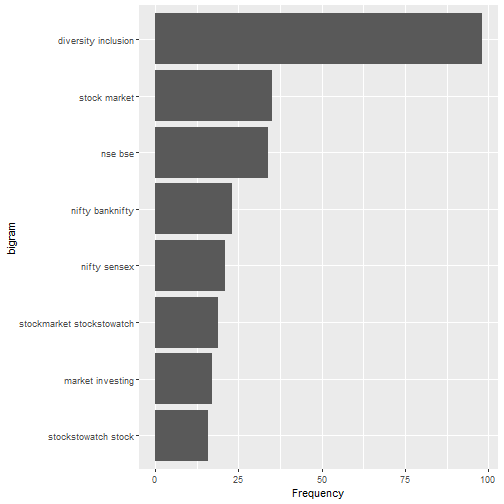 diversity inclusion
stock market
nse bse
nifty banknifty
nifty sensex
stockmarket stockstowatch
market investing
stockstowatch stock
bigram
0 25 50 75 100
Frequency